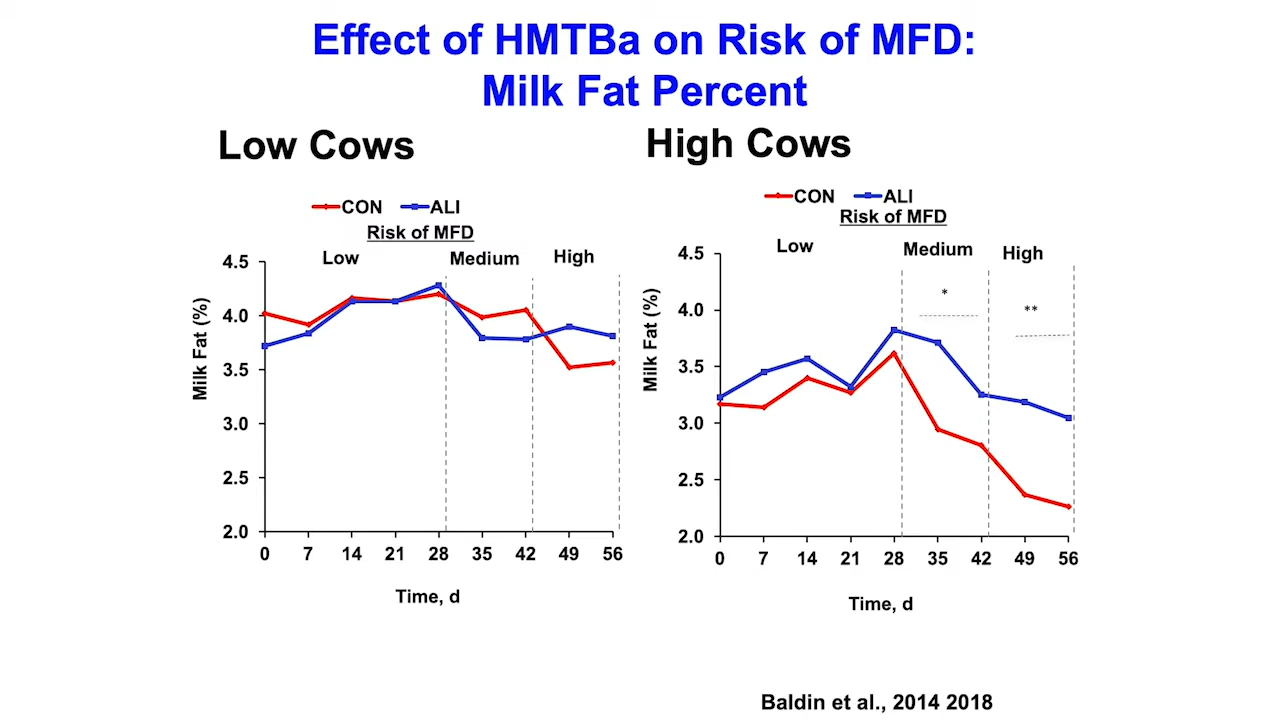 Effect of HMTBa on Risk of MFD:
Milk Fat Percent
Low Cows
CON ALI
Risk of MFD
Low Medium High
Milk Fat (%)
4.5
4.0
3.5
3.0
2.5
2.0
0 7 14 21 28 35 42 49 56
Time, d
High Cows
CON ALI
Risk of MFD
Low Medium High
* **
Milk Fat (%)
4.5
4.0
3.5
3.0
2.5
2.0
0 7 14 21 28 35 42 49 56
Time, d
Baldin et al., 2014 2018